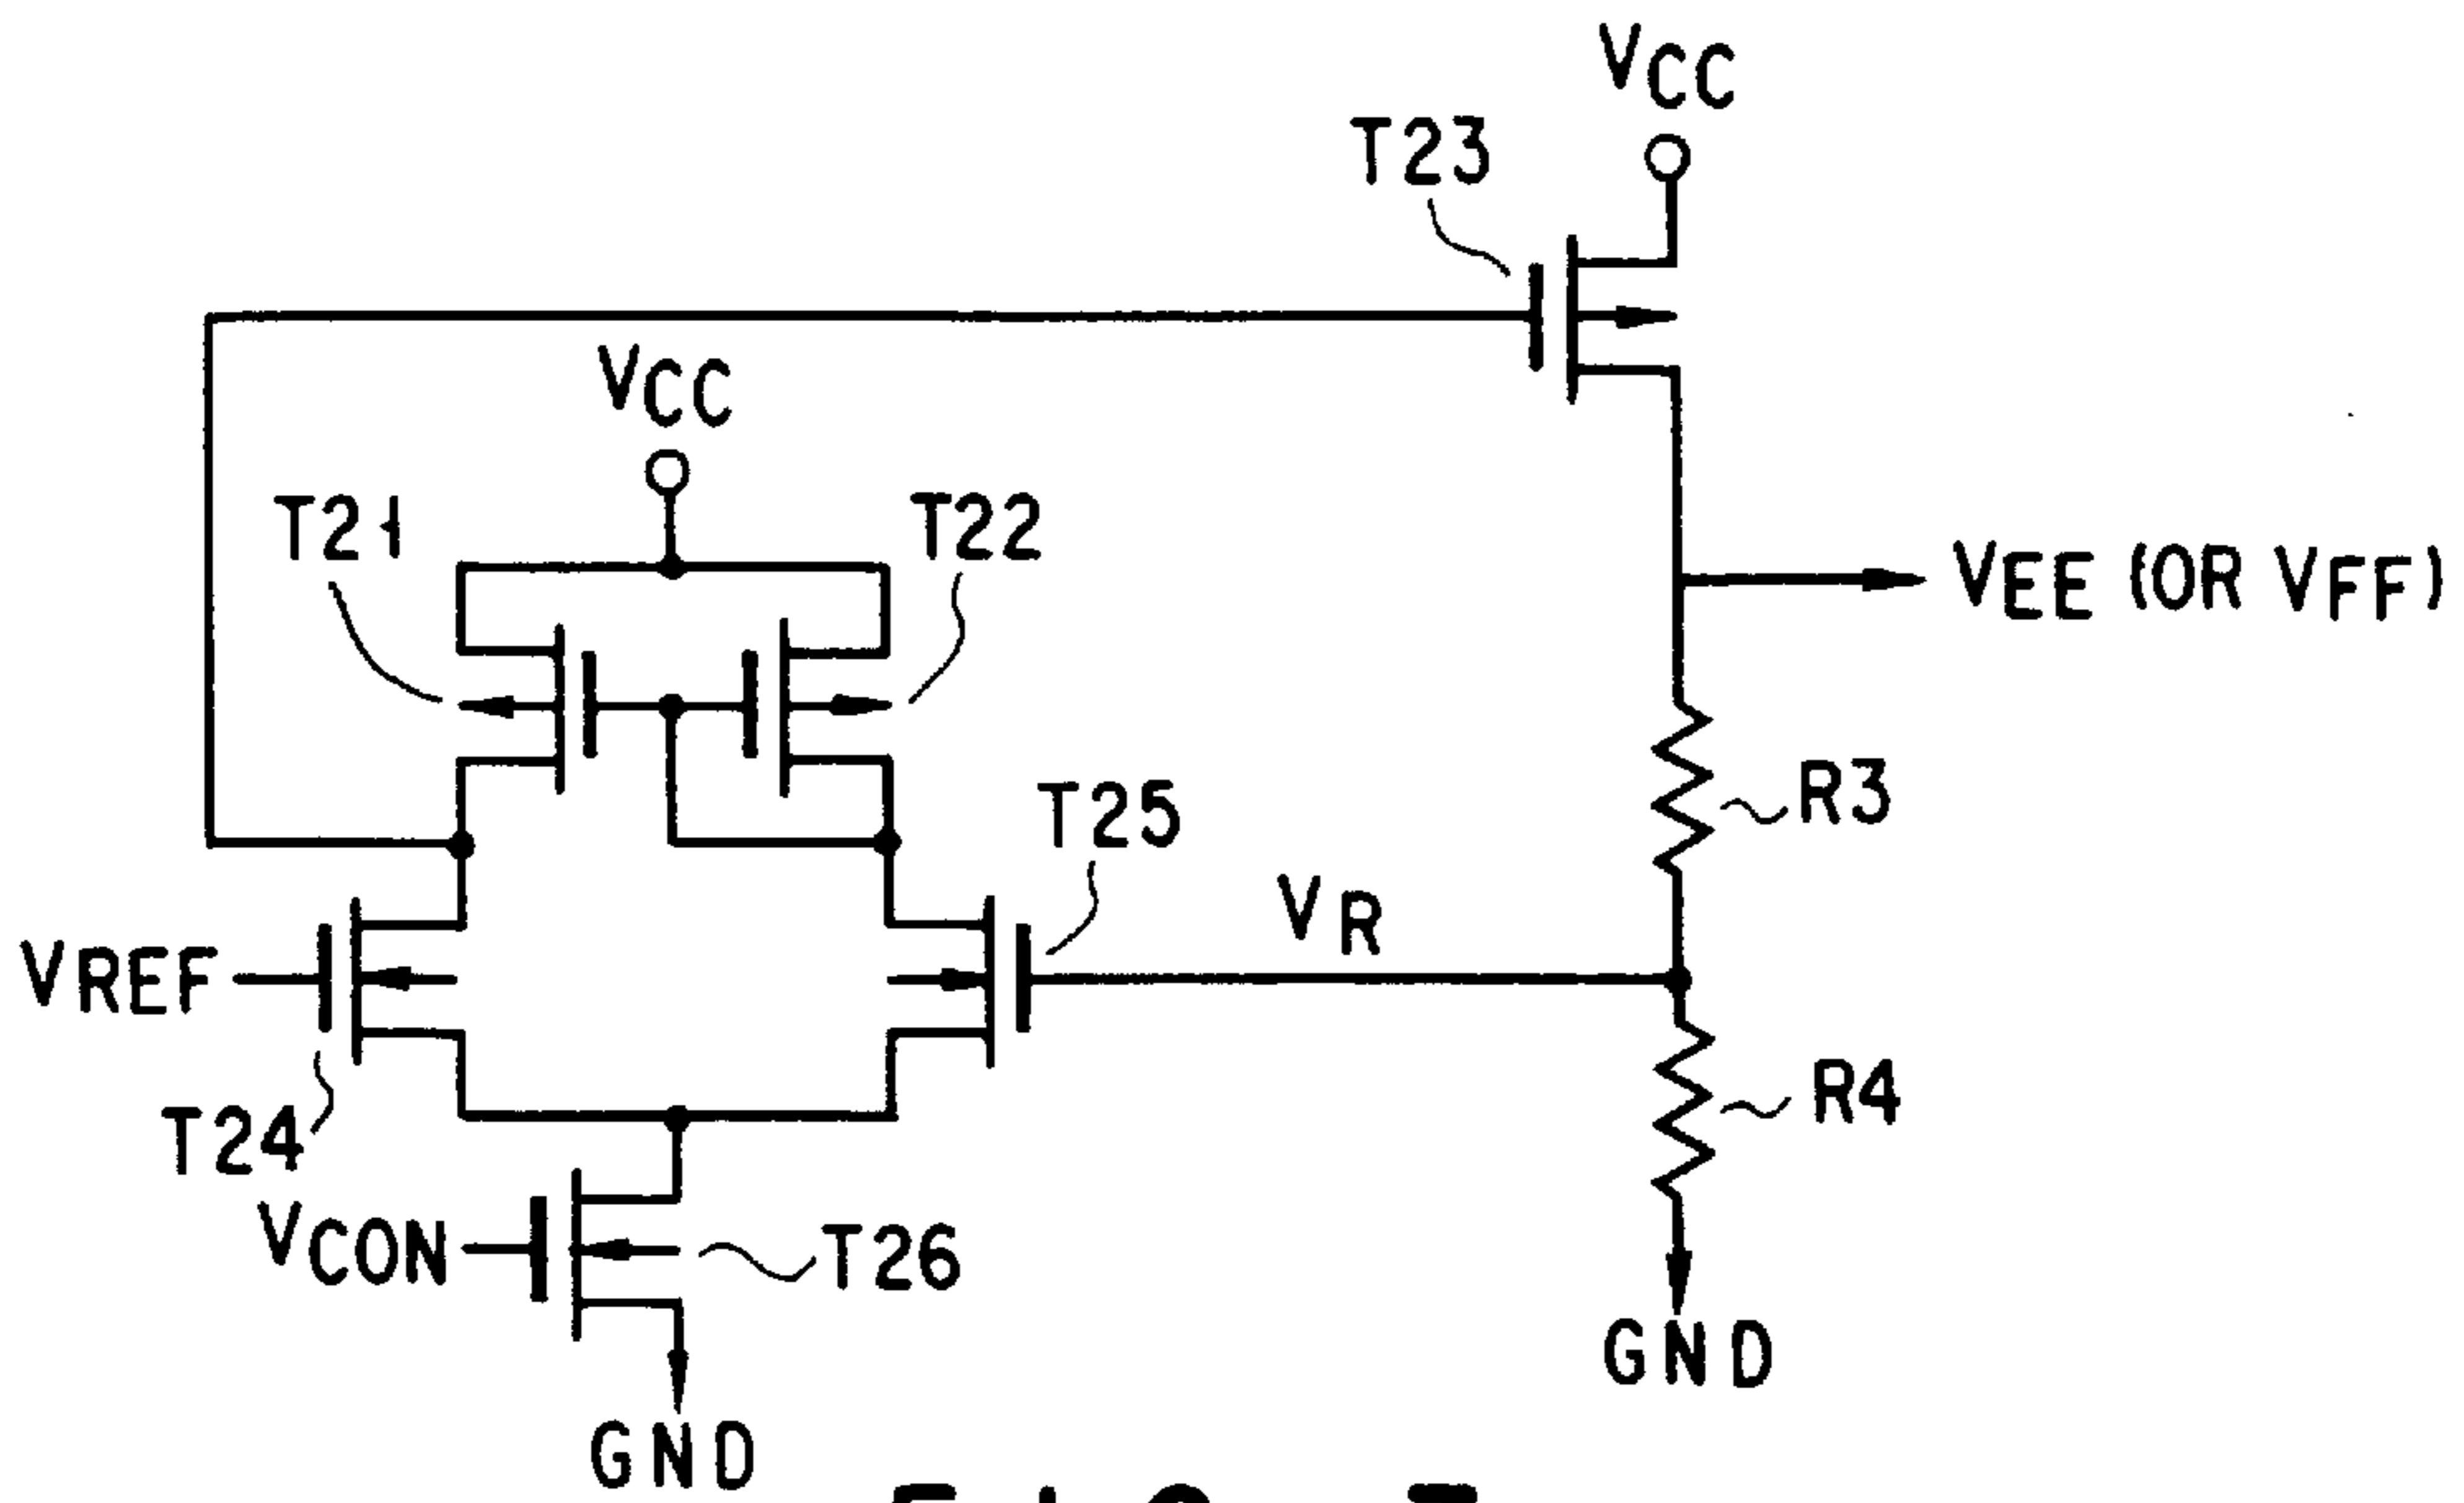 VCC
T23
VCC
T21
T22
VEE (OR VFF)
R3
T25
VR
VREF
R4
T24
VCON
T26
GND
GND